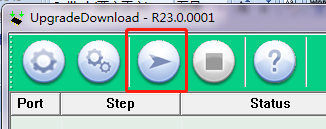 UpgradeDownload - R23.0.0001
Port Step Status